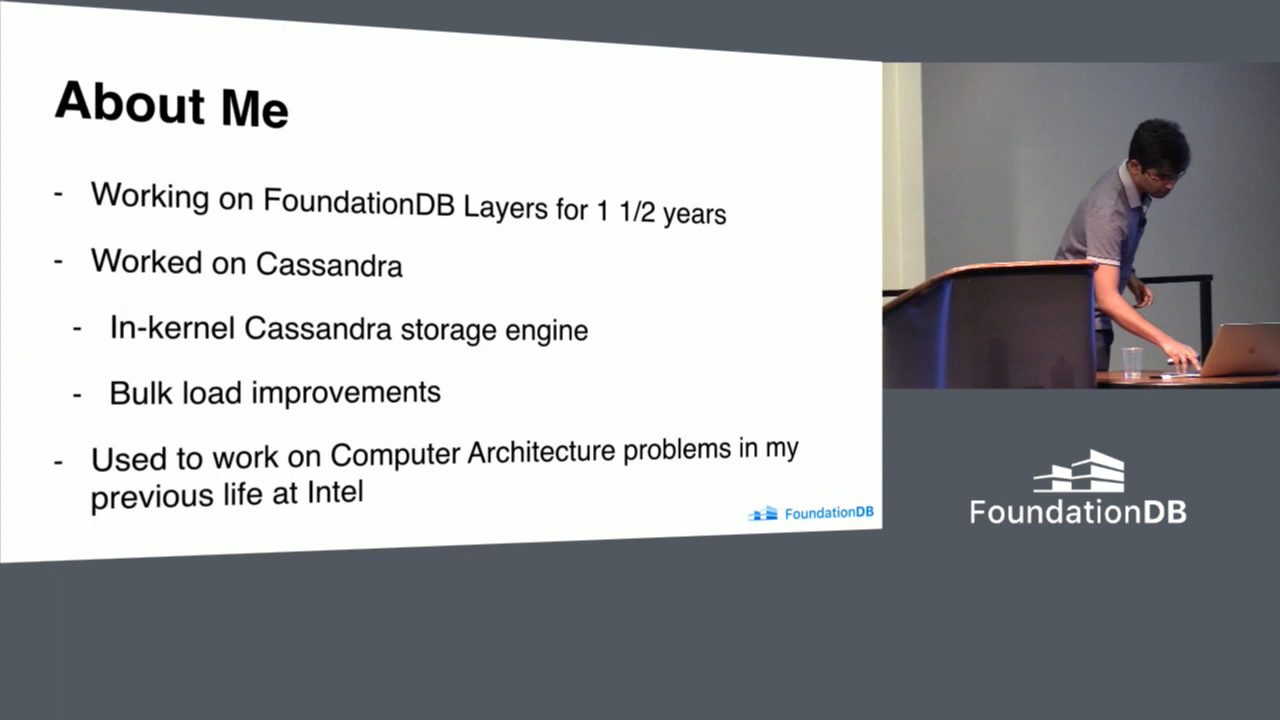 About Me
- Working on FoundationDB Layers for 1 1/2 years
- Worked on Cassandra
- In-kernel Cassandra storage engine
- Bulk load improvements
- Used to work on Computer Architecture problems in my
previous life at Intel
FoundationDB
FoundationDB